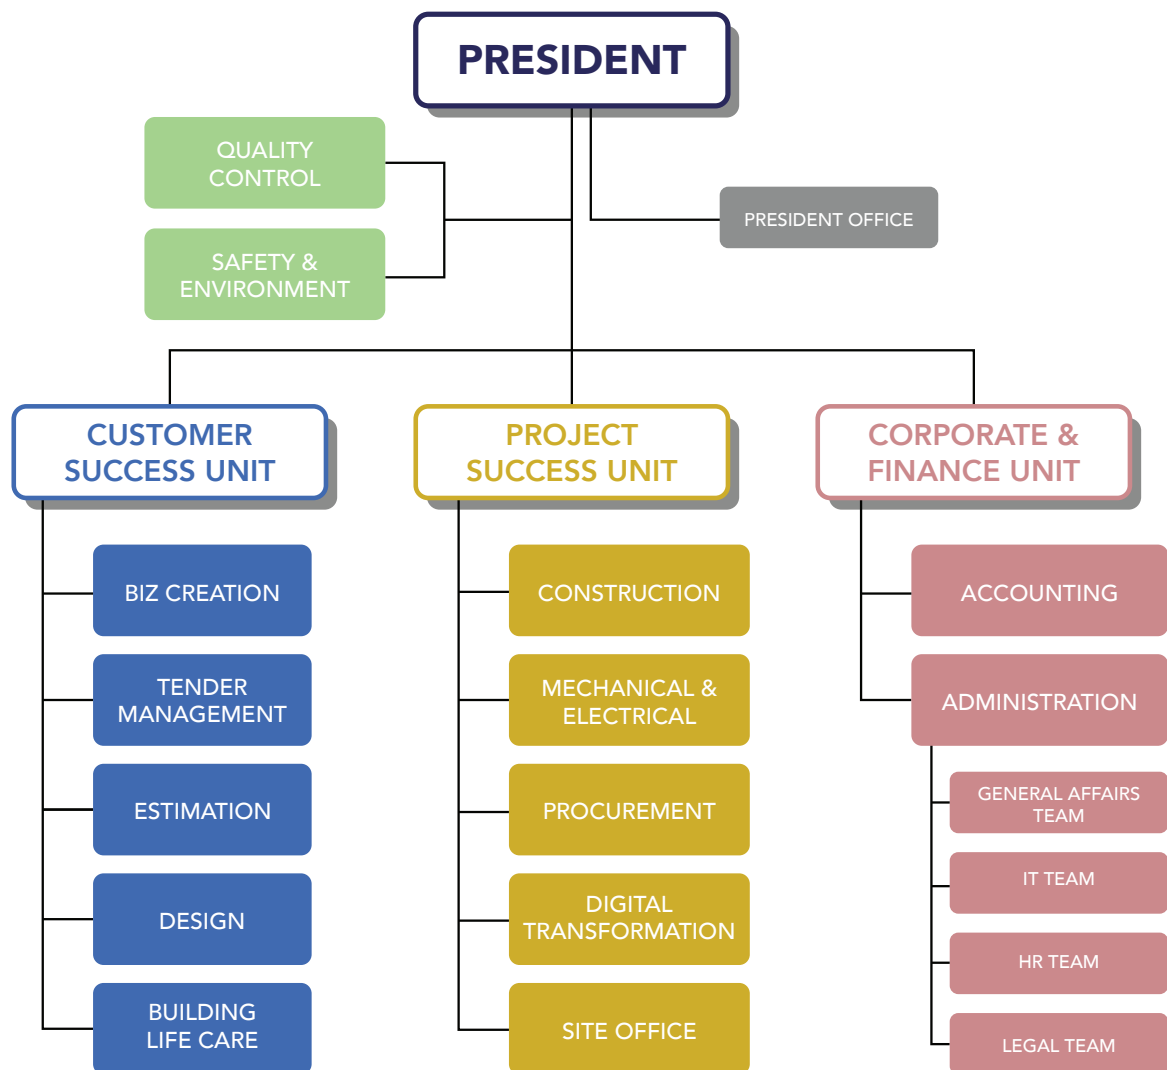 PRESIDENT
QUALITY
CONTROL
PRESIDENT OFFICE
SAFETY &
ENVIRONMENT
CUSTOMER
SUCCESS UNIT
BIZ CREATION
TENDER
MANAGEMENT
ESTIMATION
DESIGN
BUILDING
LIFE CARE
PROJECT
SUCCESS UNIT
CONSTRUCTION
MECHANICAL &
ELECTRICAL
PROCUREMENT
DIGITAL
TRANSFORMATION
SITE OFFICE
CORPORATE &
FINANCE UNIT
ACCOUNTING
ADMINISTRATION
GENERAL AFFAIRS
TEAM
IT TEAM
HR TEAM
LEGAL TEAM